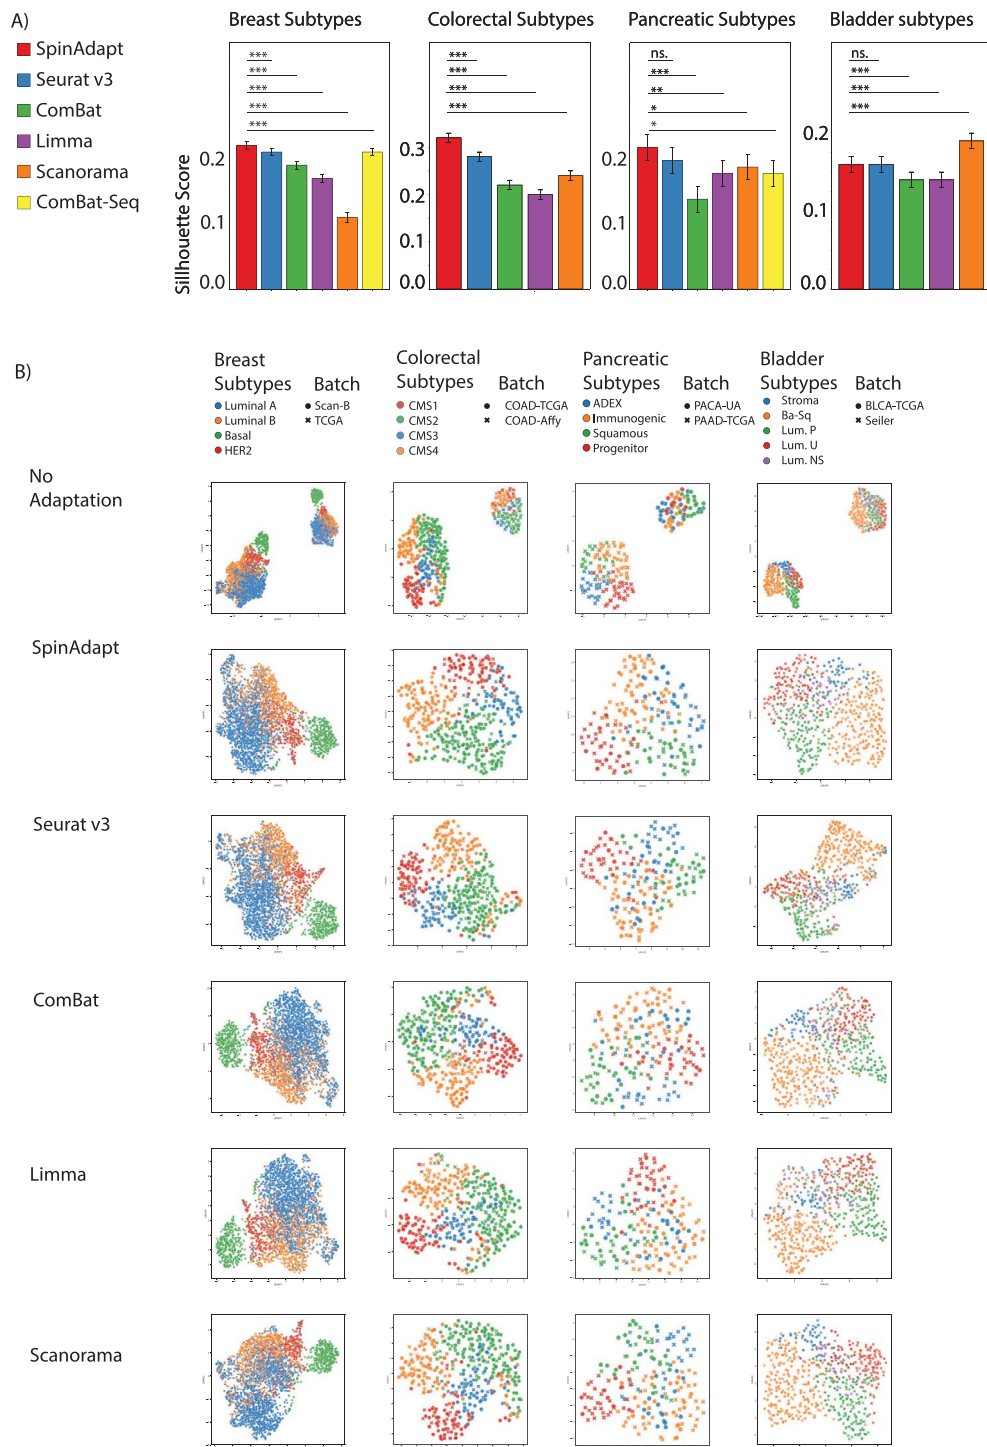 A)
SpinAdapt
Seurat v3
ComBat
Limma
Scanorama
ComBat-Seq
Breast Subtypes
Colorectal Subtypes
Pancreatic Subtypes
Bladder subtypes
Sillhouette Score
0.2
0.1
0.0
***
***
***
***
***
0.3
0.2
0.1
0.0
***
***
***
***
0.2
0.1
0.0
ns.
***
**
*
*
0.2
0.1
0.0
ns.
***
***
***
B)
Breast
Subtypes
Luminal A
Luminal B
Basal
HER2
Batch
Scan-B
TCGA
Colorectal
Subtypes
CMS1
CMS2
CMS3
CMS4
Batch
COAD-TCGA
COAD-Affy
Pancreatic
Subtypes
ADEX
Immunogenic
Squamous
Progenitor
Batch
PACA-UA
PAAD-TCGA
Bladder
Subtypes
Stroma
Ba-Sq
Lum. P
Lum. U
Lum. NS
Batch
BLCA-TCGA
Seiler
No
Adaptation
SpinAdapt
Seurat v3
ComBat
Limma
Scanorama